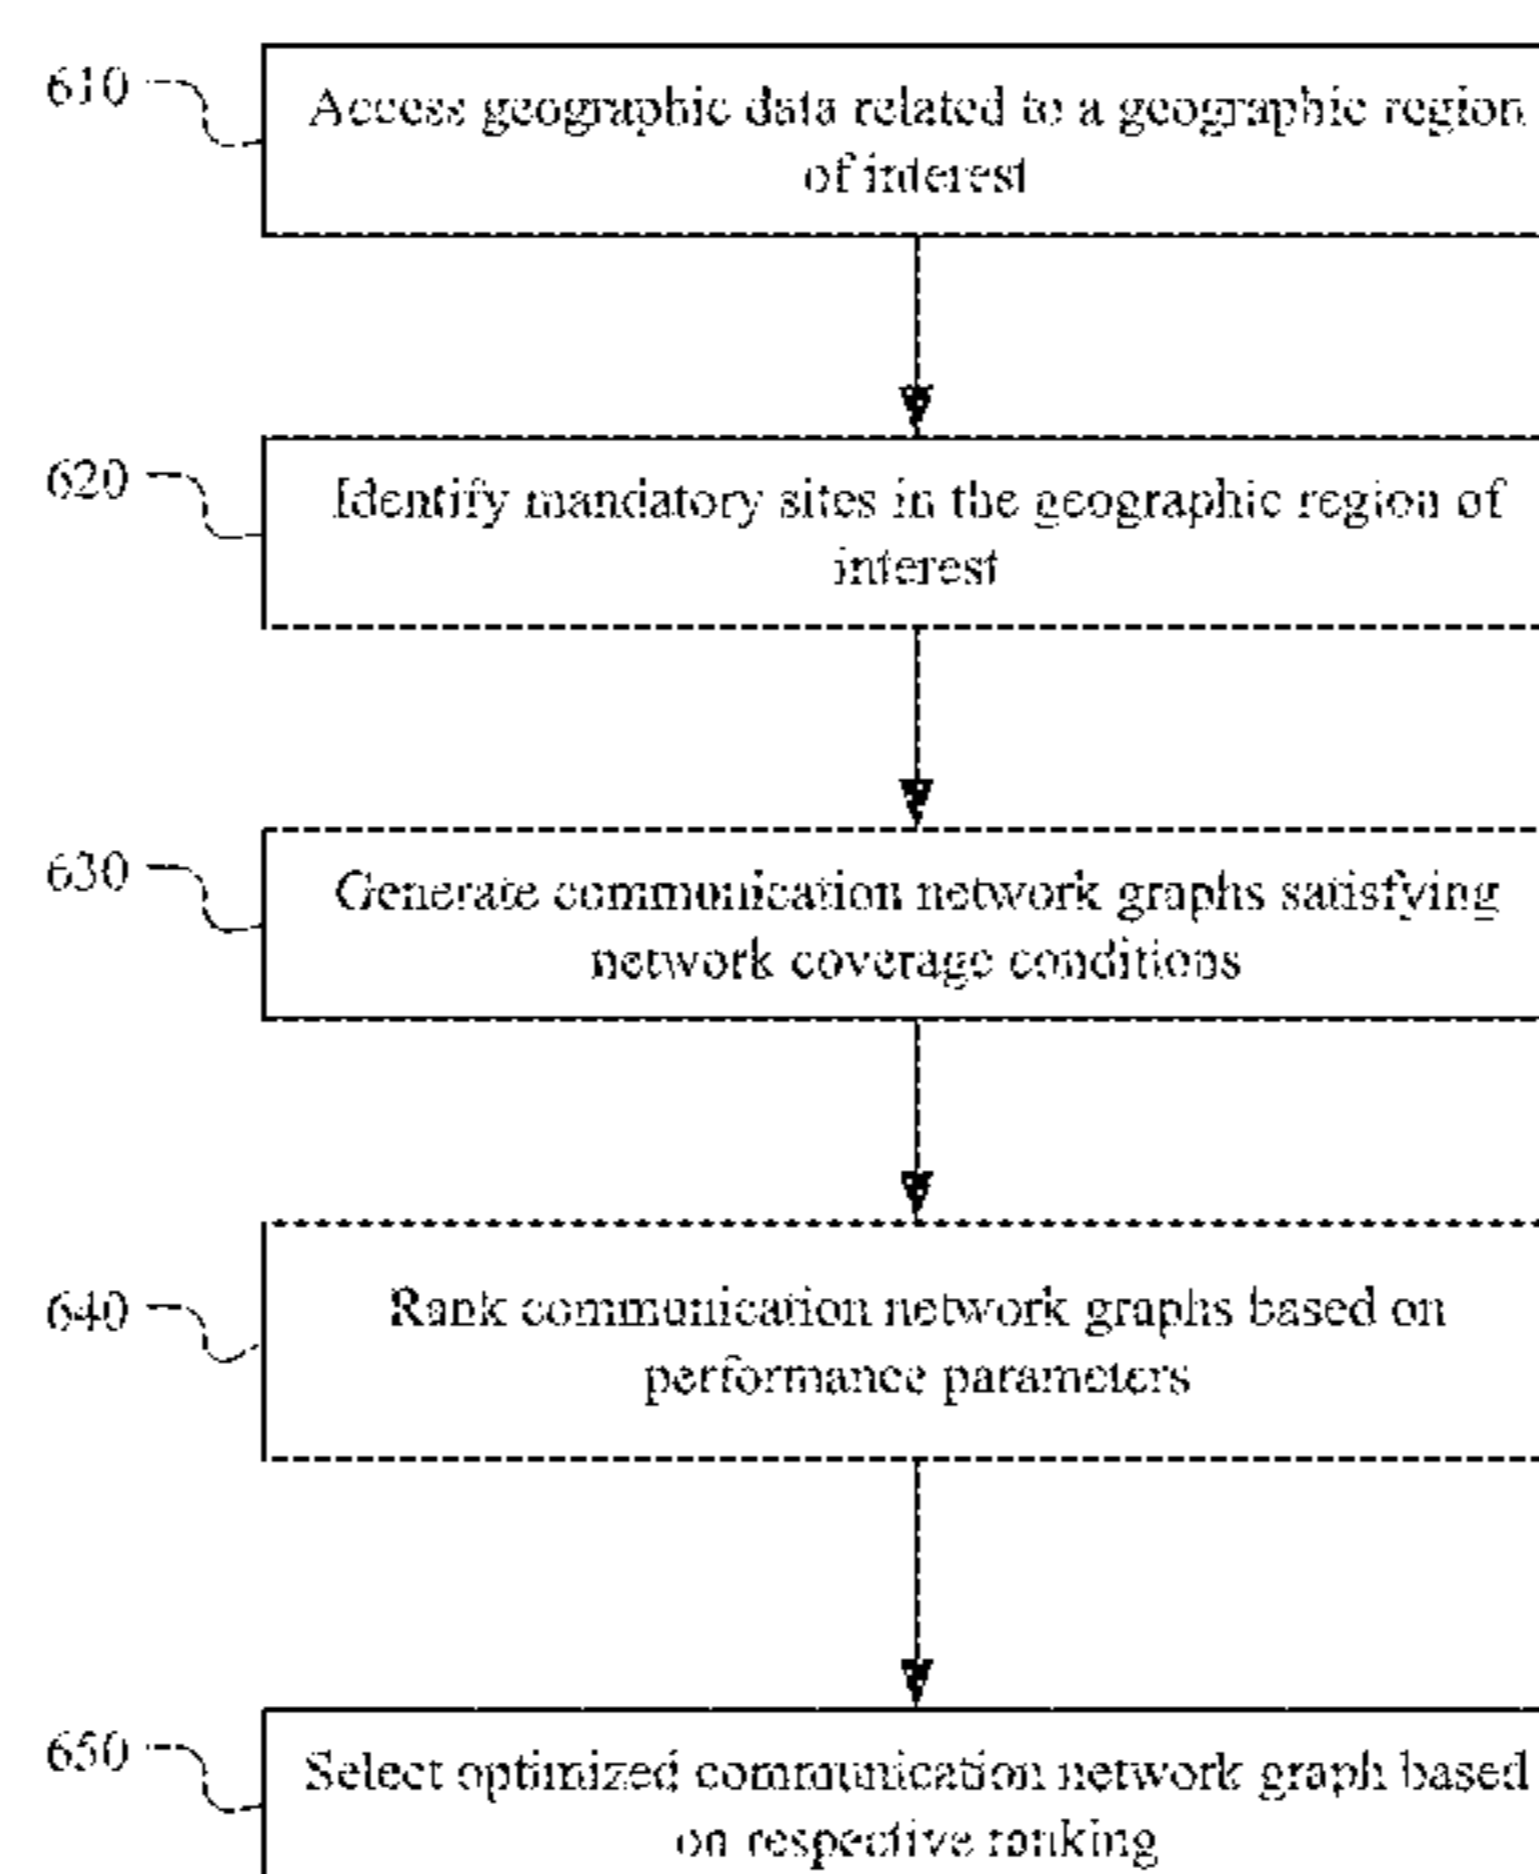 610
Access geographic data related to a geographic region
of interest
620
Identify mandatory sites in the geographic region of
interest
630
Generate communication network graphs satisfying
network coverage conditions
640
Rank communication network graphs based on
performance parameters
650
Select optimized communication network graph based
on respective ranking